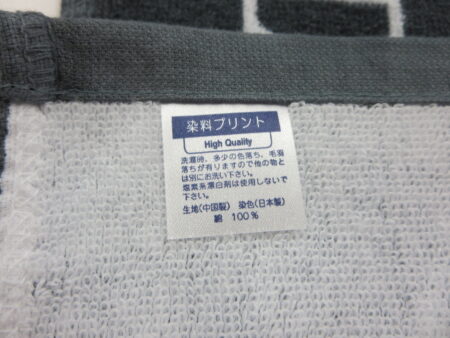 染料プリント
High Quality
洗濯時、多少の色落ち、毛羽
落ちが有りますので他の物と
は別にお洗い下さい。
塩素系漂白剤は使用しないで
下さい。
生地(中国製) 染色(日本製)
綿 100%